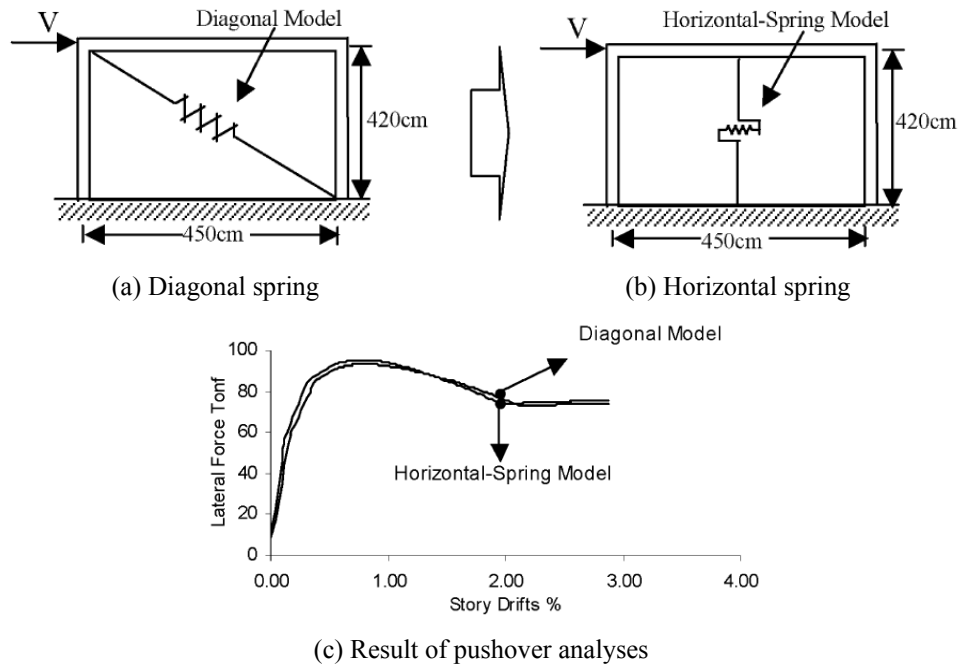 Diagonal Model
V
420cm
450cm
(a) Diagonal spring
Horizontal-Spring Model
V
420cm
450cm
(b) Horizontal spring
Diagonal Model
Horizontal-Spring Model
Lateral Force Tonf
100
80
60
40
20
0
0.00 1.00 2.00 3.00 4.00
Story Drifts %
(c) Result of pushover analyses